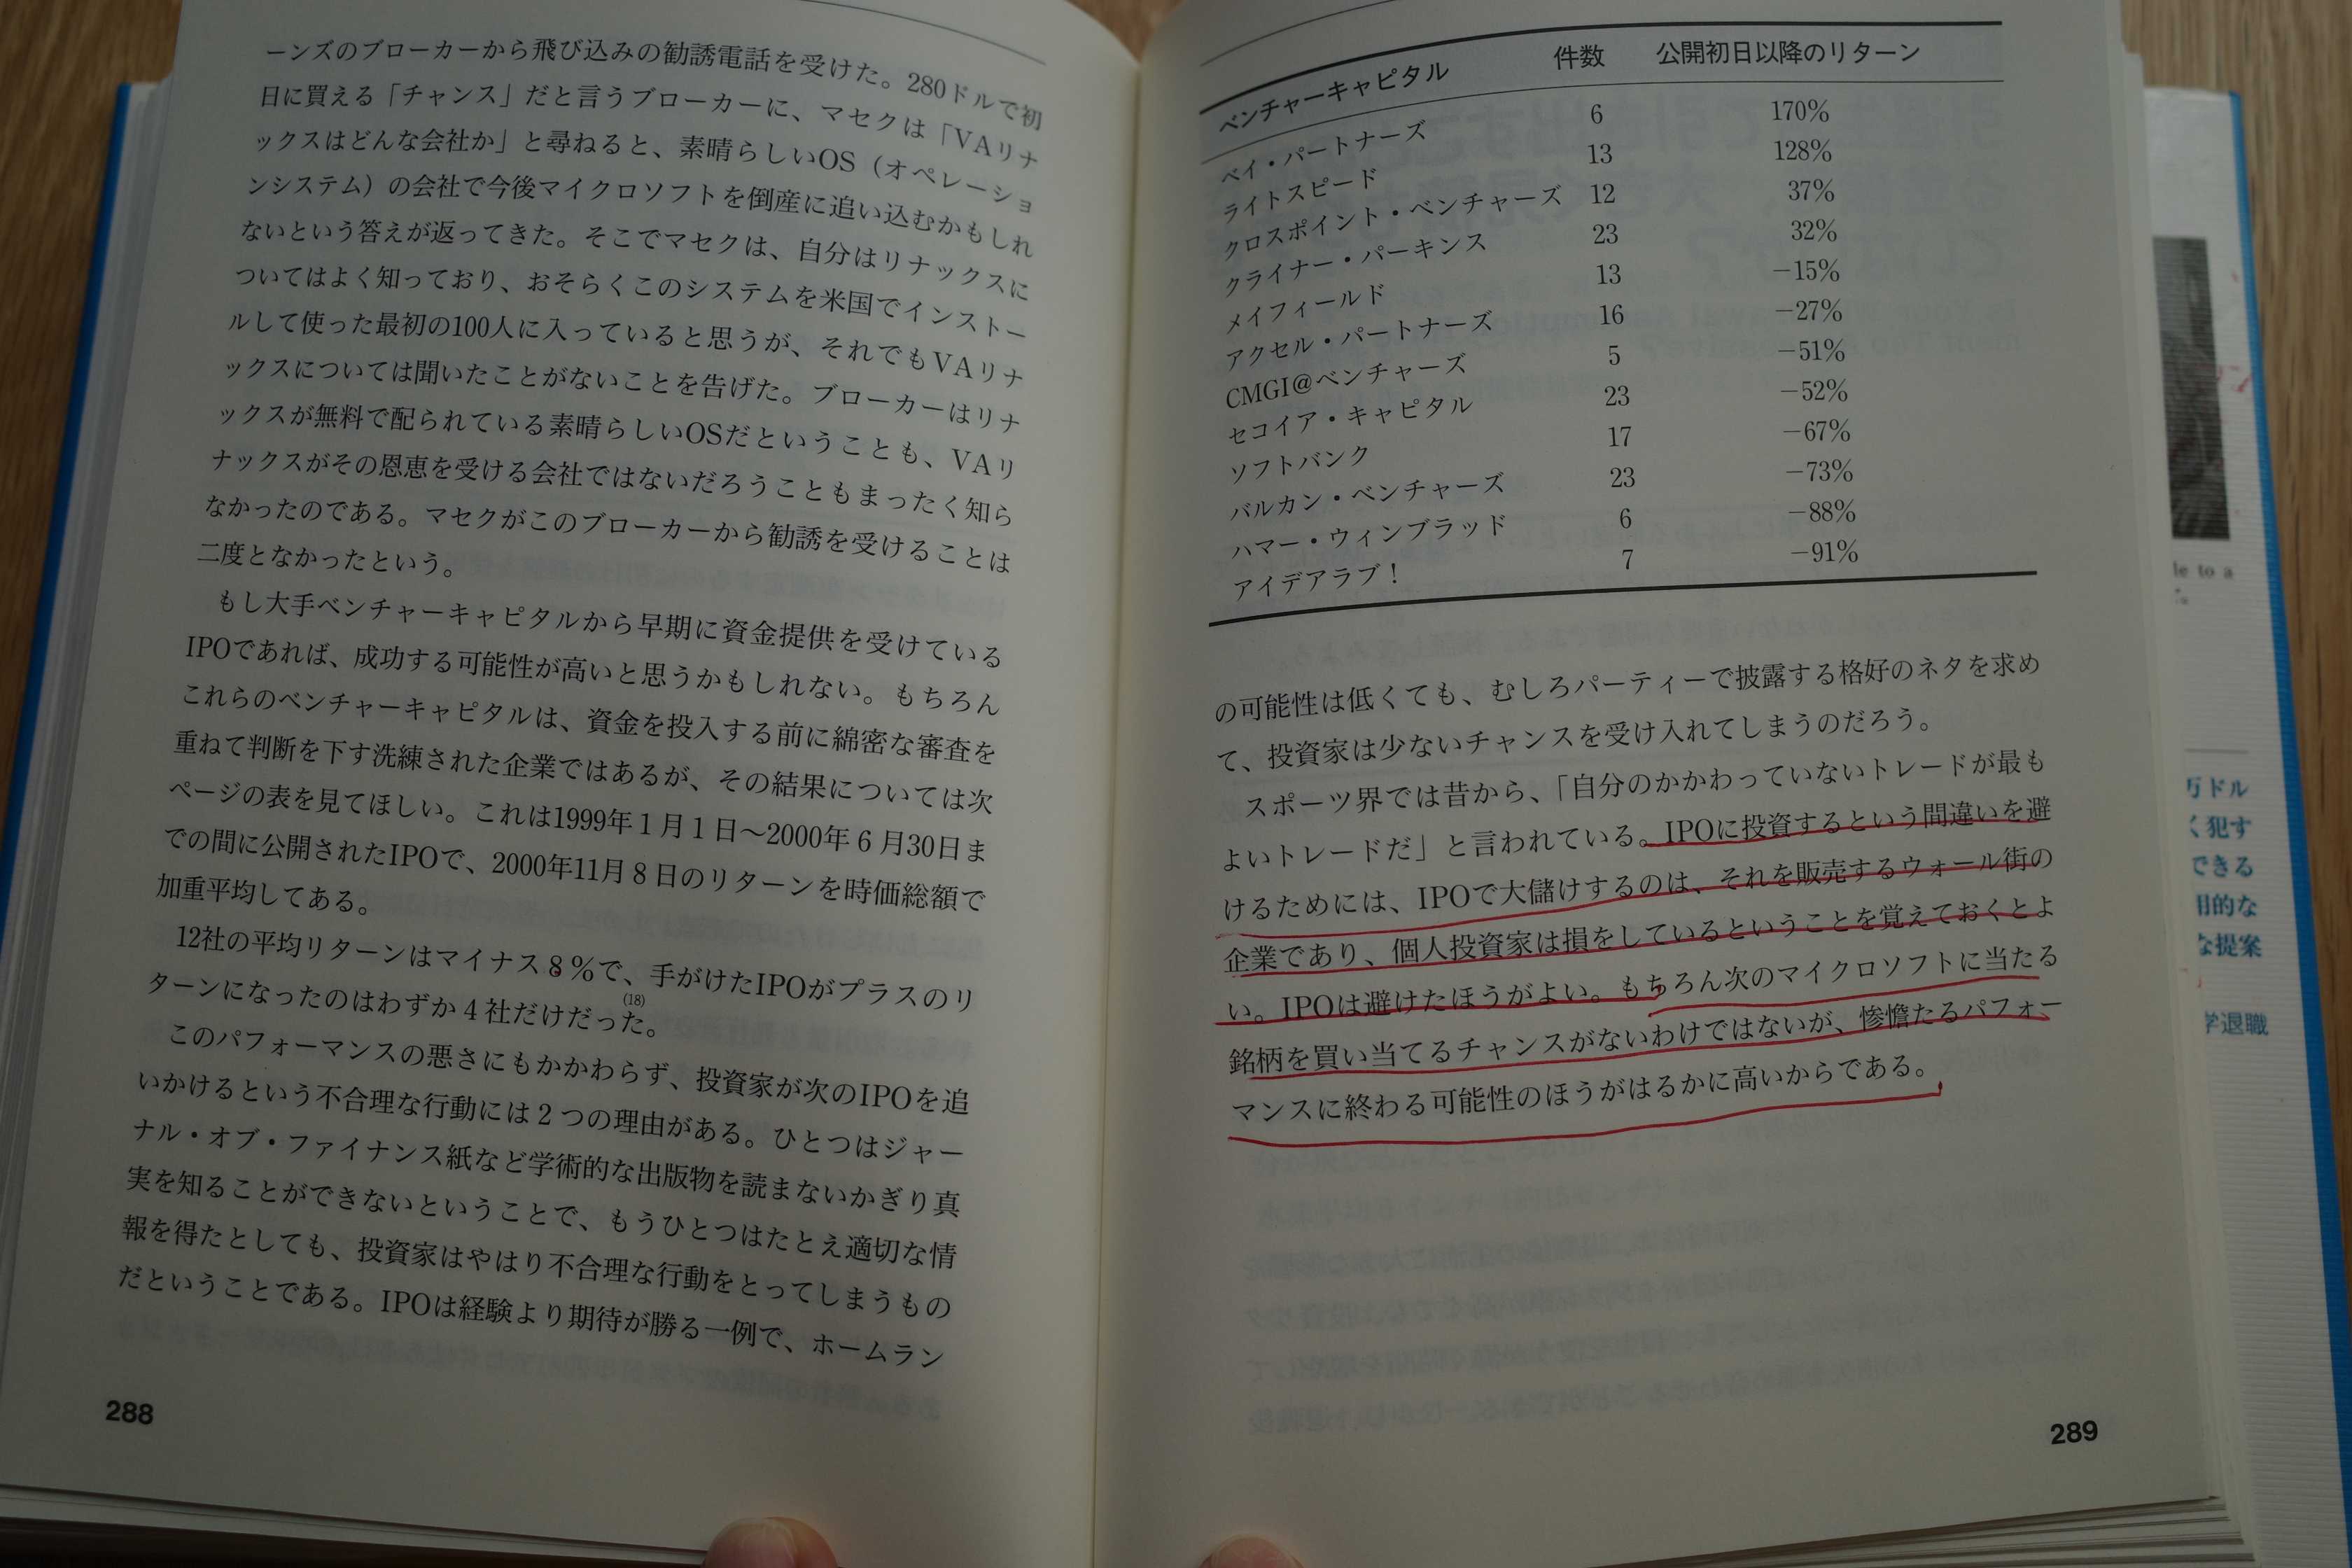 ーンズのブローカーから飛び込みの勧誘電話を受けた。280ドルで初
日に買える「チャンス」だと言うブローカーに、マセクは「VAリナ
ックスはどんな会社か」と尋ねると、素晴らしいOS（オペレーショ
ンシステム）の会社で今後マイクロソフトを倒産に追い込むかもしれ
ないという答えが返ってきた。そこでマセクは、自分はリナックスに
ついてはよく知っており、おそらくこのシステムを米国でインストー
ルして使った最初の100人に入っていると思うが、それでもVAリナ
ックスについては聞いたことがないことを告げた。ブローカーはリナ
ックスが無料で配られている素晴らしいOSだということも、VAリ
ナックスがその恩恵を受ける会社ではないだろうこともまったく知ら
なかったのである。マセクがこのブローカーから勧誘を受けることは
二度となかったという。
もし大手ベンチャーキャピタルから早期に資金提供を受けている
IPOであれば、成功する可能性が高いと思うかもしれない。もちろん
これらのベンチャーキャピタルは、資金を投入する前に綿密な審査を
重ねて判断を下す洗練された企業ではあるが、その結果については次
ページの表を見てほしい。これは1999年1月1日～2000年6月30日ま
での間に公開されたIPOで、2000年11月8日のリターンを時価総額で
加重平均してある。
12社の平均リターンはマイナス8％で、手がけたIPOがプラスのリ
ターンになったのはわずか4社だけだった(18)。
このパフォーマンスの悪さにもかかわらず、投資家が次のIPOを追
いかけるという不合理な行動には2つの理由がある。ひとつはジャー
ナル・オブ・ファイナンス紙など学術的な出版物を読まないかぎり真
実を知ることができないということで、もうひとつはたとえ適切な情
報を得たとしても、投資家はやはり不合理な行動をとってしまうもの
だということである。IPOは経験より期待が勝る一例で、ホームラン
288
ベンチャーキャピタル 件数 公開初日以降のリターン
ベイ・パートナーズ 6 170%
ライトスピード 13 128%
クロスポイント・ベンチャーズ 12 37%
クライナー・パーキンス 23 32%
メイフィールド 13 −15%
アクセル・パートナーズ 16 −27%
CMGI@ベンチャーズ 5 −51%
セコイア・キャピタル 23 −52%
ソフトバンク 17 −67%
バルカン・ベンチャーズ 23 −73%
ハマー・ウィンブラッド 6 −88%
アイデアラブ！ 7 −91%
の可能性は低くても、むしろパーティーで披露する格好のネタを求め
て、投資家は少ないチャンスを受け入れてしまうのだろう。
スポーツ界では昔から、「自分のかかわっていないトレードが最も
よいトレードだ」と言われている。IPOに投資するという間違いを避
けるためには、IPOで大儲けするのは、それを販売するウォール街の
企業であり、個人投資家は損をしているということを覚えておくとよ
い。IPOは避けたほうがよい。もちろん次のマイクロソフトに当たる
銘柄を買い当てるチャンスがないわけではないが、惨憺たるパフォー
マンスに終わる可能性のほうがはるかに高いからである。
289
le to a
万ドル
く犯す
できる
用的な
な提案
学退職